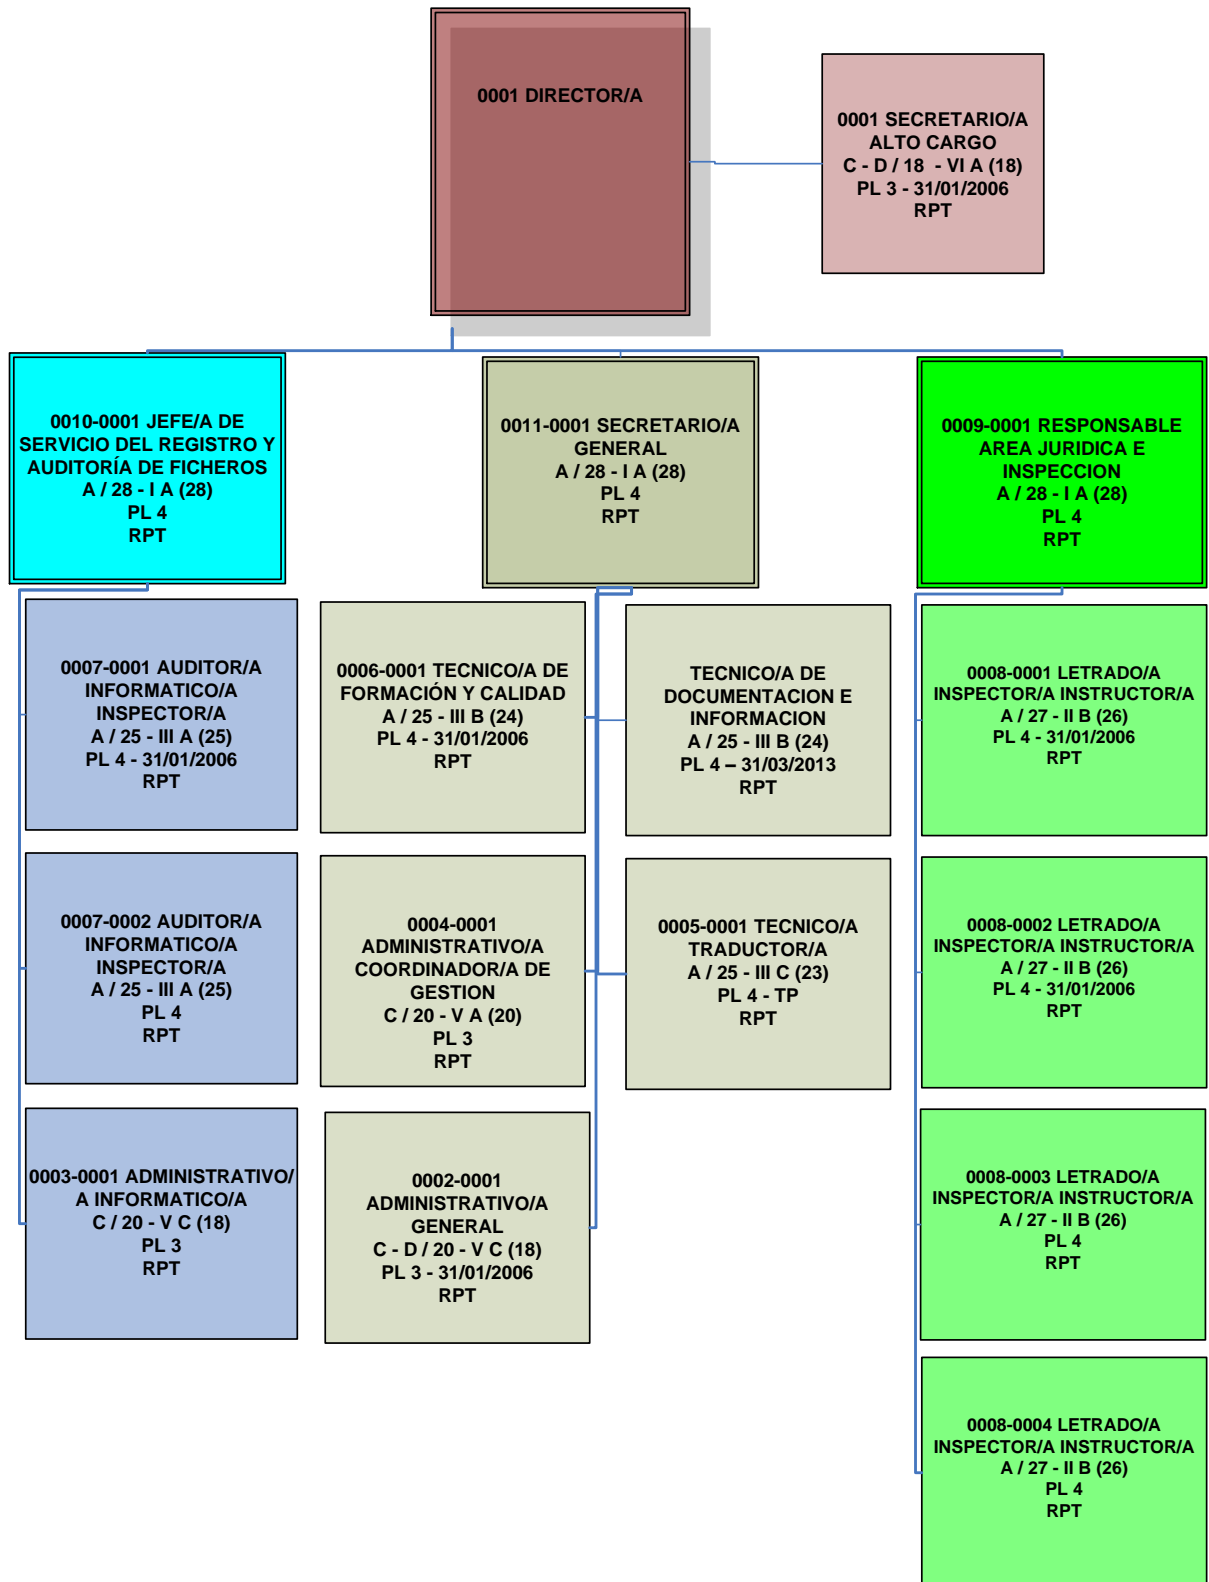 0001 DIRECTOR/A
0001 SECRETARIO/A
ALTO CARGO
C - D / 18 - VI A (18)
PL 3 - 31/01/2006
RPT
0010-0001 JEFE/A DE
SERVICIO DEL REGISTRO Y
AUDITORÍA DE FICHEROS
A / 28 - I A (28)
PL 4
RPT
0011-0001 SECRETARIO/A
GENERAL
A / 28 - I A (28)
PL 4
RPT
0009-0001 RESPONSABLE
AREA JURIDICA E
INSPECCION
A / 28 - I A (28)
PL 4
RPT
0007-0001 AUDITOR/A
INFORMATICO/A
INSPECTOR/A
A / 25 - III A (25)
PL 4 - 31/01/2006
RPT
0006-0001 TECNICO/A DE
FORMACIÓN Y CALIDAD
A / 25 - III B (24)
PL 4 - 31/01/2006
RPT
TECNICO/A DE
DOCUMENTACION E
INFORMACION
A / 25 - III B (24)
PL 4 – 31/03/2013
RPT
0008-0001 LETRADO/A
INSPECTOR/A INSTRUCTOR/A
A / 27 - II B (26)
PL 4 - 31/01/2006
RPT
0007-0002 AUDITOR/A
INFORMATICO/A
INSPECTOR/A
A / 25 - III A (25)
PL 4
RPT
0004-0001
ADMINISTRATIVO/A
COORDINADOR/A DE
GESTION
C / 20 - V A (20)
PL 3
RPT
0005-0001 TECNICO/A
TRADUCTOR/A
A / 25 - III C (23)
PL 4 - TP
RPT
0008-0002 LETRADO/A
INSPECTOR/A INSTRUCTOR/A
A / 27 - II B (26)
PL 4 - 31/01/2006
RPT
0003-0001 ADMINISTRATIVO/
A INFORMATICO/A
C / 20 - V C (18)
PL 3
RPT
0002-0001
ADMINISTRATIVO/A
GENERAL
C - D / 20 - V C (18)
PL 3 - 31/01/2006
RPT
0008-0003 LETRADO/A
INSPECTOR/A INSTRUCTOR/A
A / 27 - II B (26)
PL 4
RPT
0008-0004 LETRADO/A
INSPECTOR/A INSTRUCTOR/A
A / 27 - II B (26)
PL 4
RPT